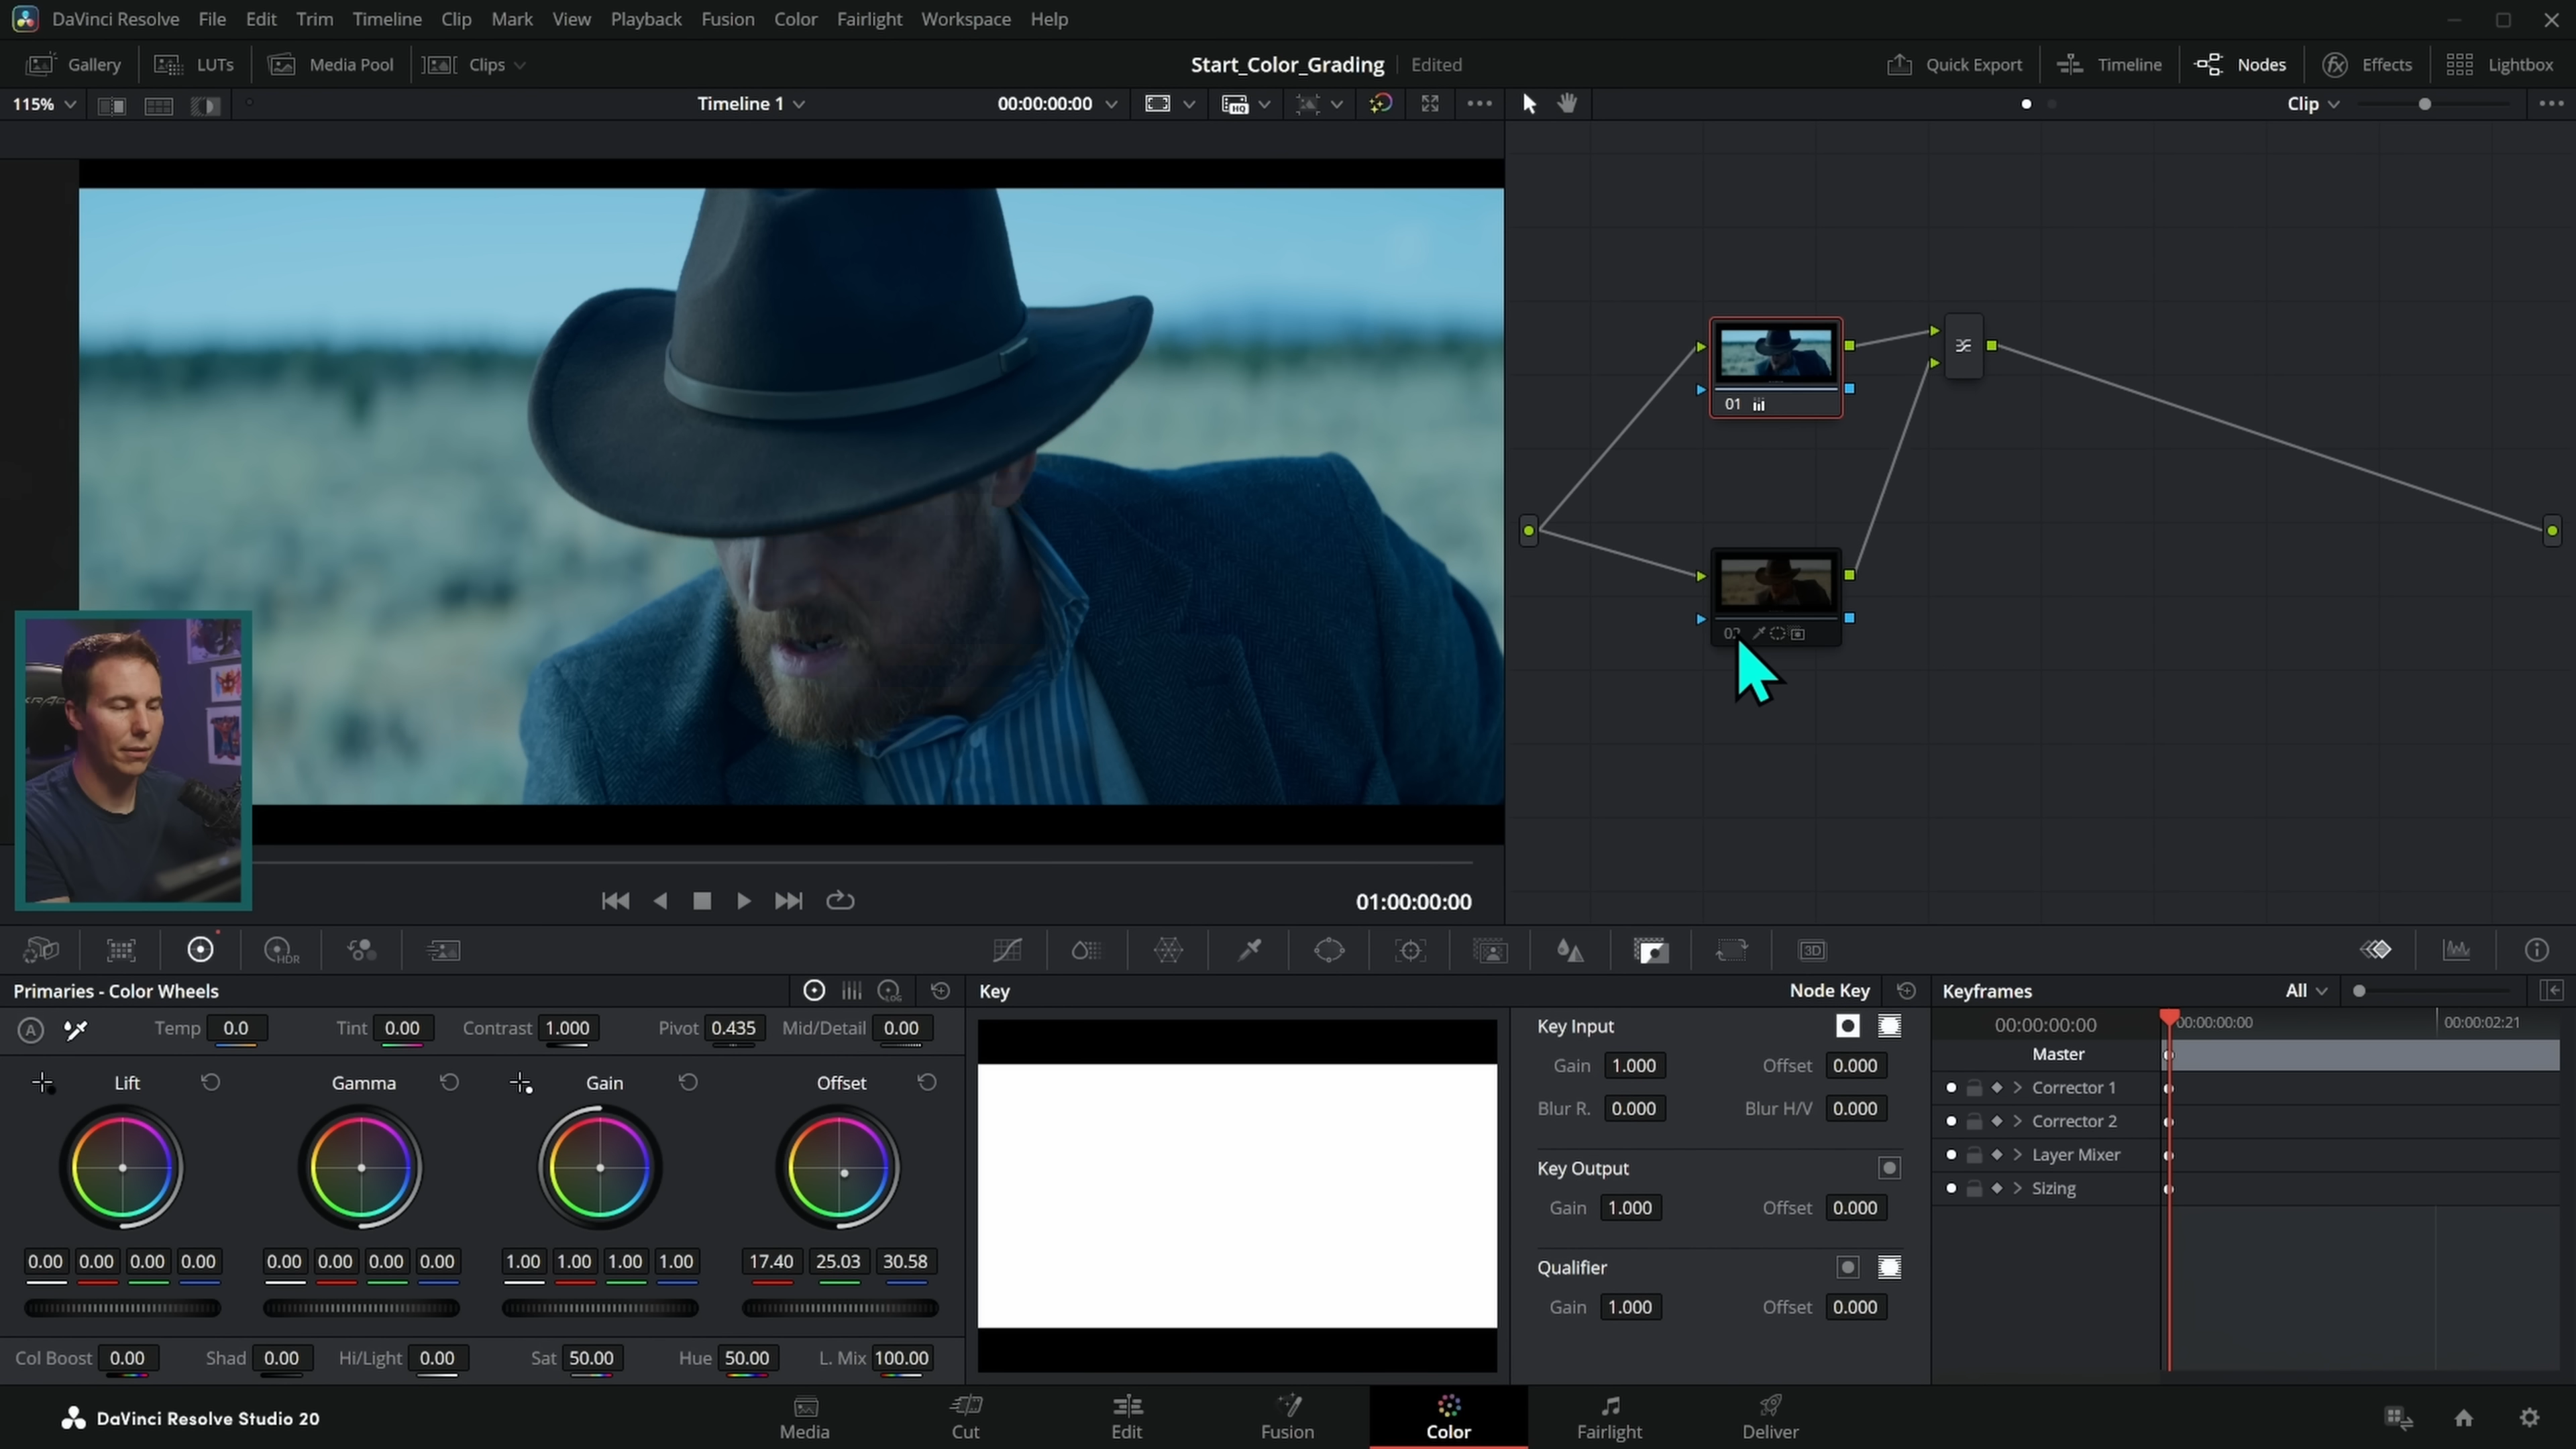 DaVinci Resolve File Edit Trim Timeline Clip Mark View Playback Fusion Color Fairlight Workspace Help
Gallery LUTs Media Pool Clips Start_Color_Grading Edited Quick Export Timeline Nodes Effects Lightbox
115% Timeline 1 00:00:00:00 Clip
01
02
01:00:00:00
HDR 3D
Primaries - Color Wheels LOG Key Node Key Keyframes All
Temp 0.0 Tint 0.00 Contrast 1.000 Pivot 0.435 Mid/Detail 0.00
Lift Gamma Gain Offset
0.00 0.00 0.00 0.00 0.00 0.00 0.00 0.00 1.00 1.00 1.00 1.00 17.40 25.03 30.58
Col Boost 0.00 Shad 0.00 Hi/Light 0.00 Sat 50.00 Hue 50.00 L. Mix 100.00
Key Input
Gain 1.000 Offset 0.000
Blur R. 0.000 Blur H/V 0.000
Key Output
Gain 1.000 Offset 0.000
Qualifier
Gain 1.000 Offset 0.000
00:00:00:00 00:00:00:00 00:00:02:21
Master
Corrector 1
Corrector 2
Layer Mixer
Sizing
DaVinci Resolve Studio 20 Media Cut Edit Fusion Color Fairlight Deliver